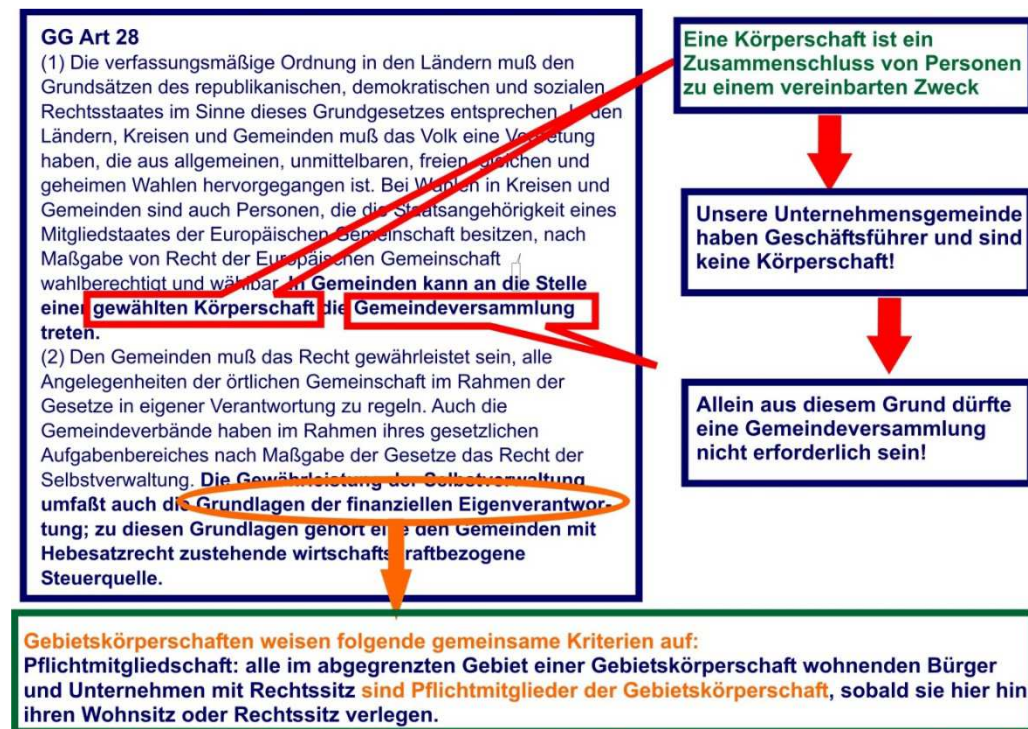 GG Art 28
(1) Die verfassungsmäßige Ordnung in den Ländern muß den
Grundsätzen des republikanischen, demokratischen und sozialen
Rechtsstaates im Sinne dieses Grundgesetzes entsprechen. In den
Ländern, Kreisen und Gemeinden muß das Volk eine Vertretung
haben, die aus allgemeinen, unmittelbaren, freien, gleichen und
geheimen Wahlen hervorgegangen ist. Bei Wahlen in Kreisen und
Gemeinden sind auch Personen, die die Staatsangehörigkeit eines
Mitgliedstaates der Europäischen Gemeinschaft besitzen, nach
Maßgabe von Recht der Europäischen Gemeinschaft
wahlberechtigt und wählbar. In Gemeinden kann an die Stelle
einer gewählten Körperschaft die Gemeindeversammlung
treten.
(2) Den Gemeinden muß das Recht gewährleistet sein, alle
Angelegenheiten der örtlichen Gemeinschaft im Rahmen der
Gesetze in eigener Verantwortung zu regeln. Auch die
Gemeindeverbände haben im Rahmen ihres gesetzlichen
Aufgabenbereiches nach Maßgabe der Gesetze das Recht der
Selbstverwaltung. Die Gewährleistung der Selbstverwaltung
umfaßt auch die Grundlagen der finanziellen Eigenverantwor-
tung; zu diesen Grundlagen gehört eine den Gemeinden mit
Hebesatzrecht zustehende wirtschaftskraftbezogene
Steuerquelle.
Eine Körperschaft ist ein
Zusammenschluss von Personen
zu einem vereinbarten Zweck
Unsere Unternehmensgemeinde
haben Geschäftsführer und sind
keine Körperschaft!
Allein aus diesem Grund dürfte
eine Gemeindeversammlung
nicht erforderlich sein!
Gebietskörperschaften weisen folgende gemeinsame Kriterien auf:
Pflichtmitgliedschaft: alle im abgegrenzten Gebiet einer Gebietskörperschaft wohnenden Bürger
und Unternehmen mit Rechtssitz sind Pflichtmitglieder der Gebietskörperschaft, sobald sie hier hin
ihren Wohnsitz oder Rechtssitz verlegen.